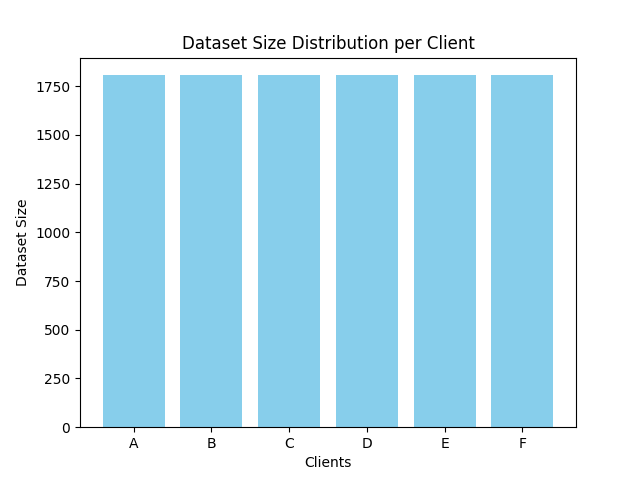 Dataset Size Distribution per Client
1750
1500
1250
1000
750
500
250
0
Dataset Size
A B C D E F
Clients